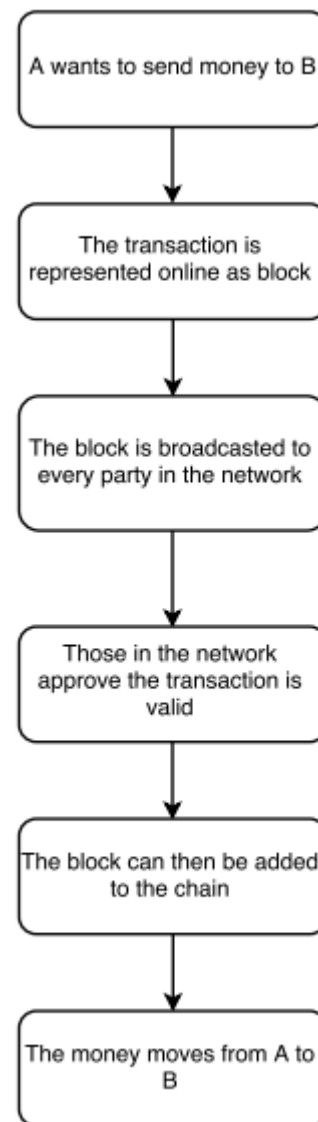 A wants to send money to B
The transaction is
represented online as block
The block is broadcasted to
every party in the network
Those in the network
approve the transaction is
valid
The block can then be added
to the chain
The money moves from A to
B